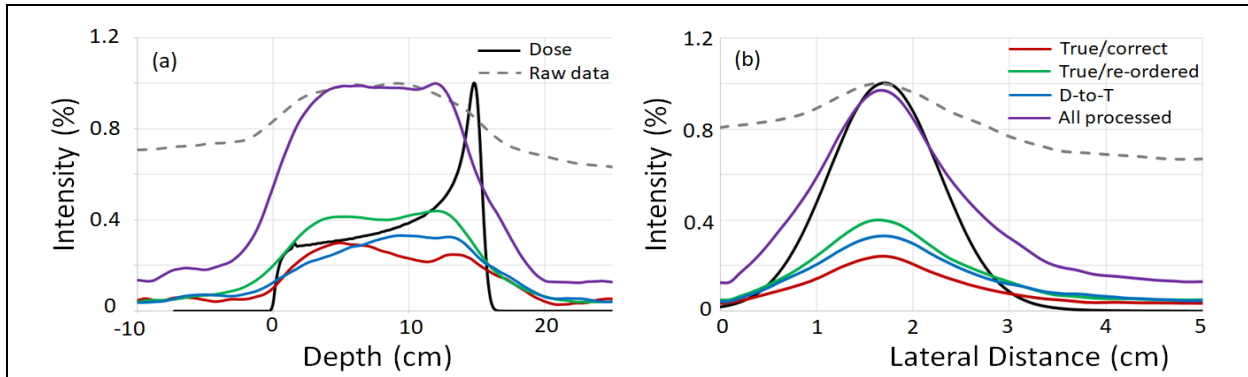 (a)
Dose
Raw data
Intensity (%)
1.2
0.8
0.4
0
-10
0
10
20
Depth (cm)
(b)
True/correct
True/re-ordered
D-to-T
All processed
Intensity (%)
1.2
0.8
0.4
0
0
1
2
3
4
5
Lateral Distance (cm)